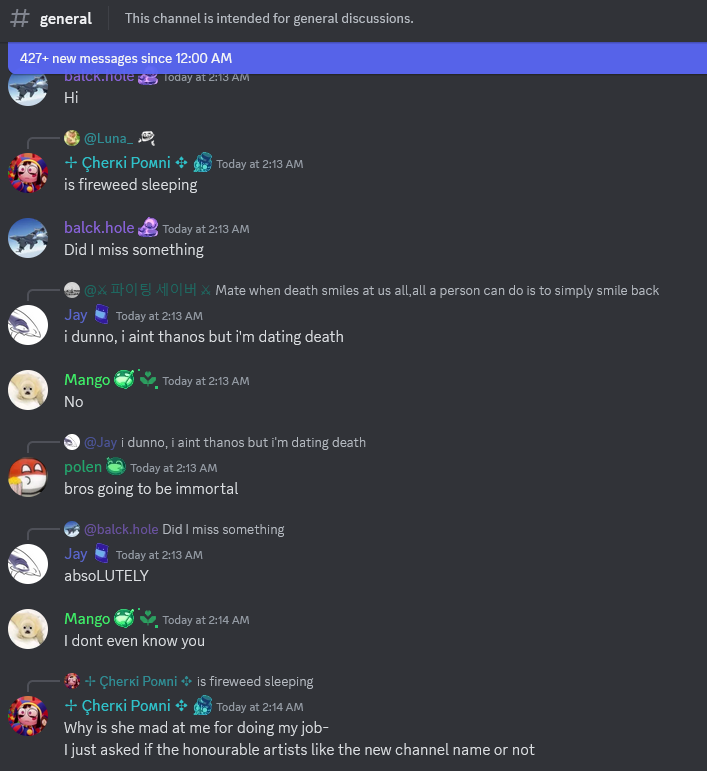 general
This channel is intended for general discussions.
427+ new messages since 12:00 AM
balck.hole Today at 2:13 AM
Hi
@Luna_
✢ Çherкi Poмni ✣ Today at 2:13 AM
is fireweed sleeping
balck.hole Today at 2:13 AM
Did I miss something
@⚔ 파이팅 세이버 ⚔ Mate when death smiles at us all,all a person can do is to simply smile back
Jay Today at 2:13 AM
i dunno, i aint thanos but i'm dating death
Mango Today at 2:13 AM
No
@Jay i dunno, i aint thanos but i'm dating death
polen Today at 2:13 AM
bros going to be immortal
@balck.hole Did I miss something
Jay Today at 2:13 AM
absoLUTELY
Mango Today at 2:14 AM
I dont even know you
✢ Çherкi Poмni ✣ is fireweed sleeping
✢ Çherкi Poмni ✣ Today at 2:14 AM
Why is she mad at me for doing my job-
I just asked if the honourable artists like the new channel name or not